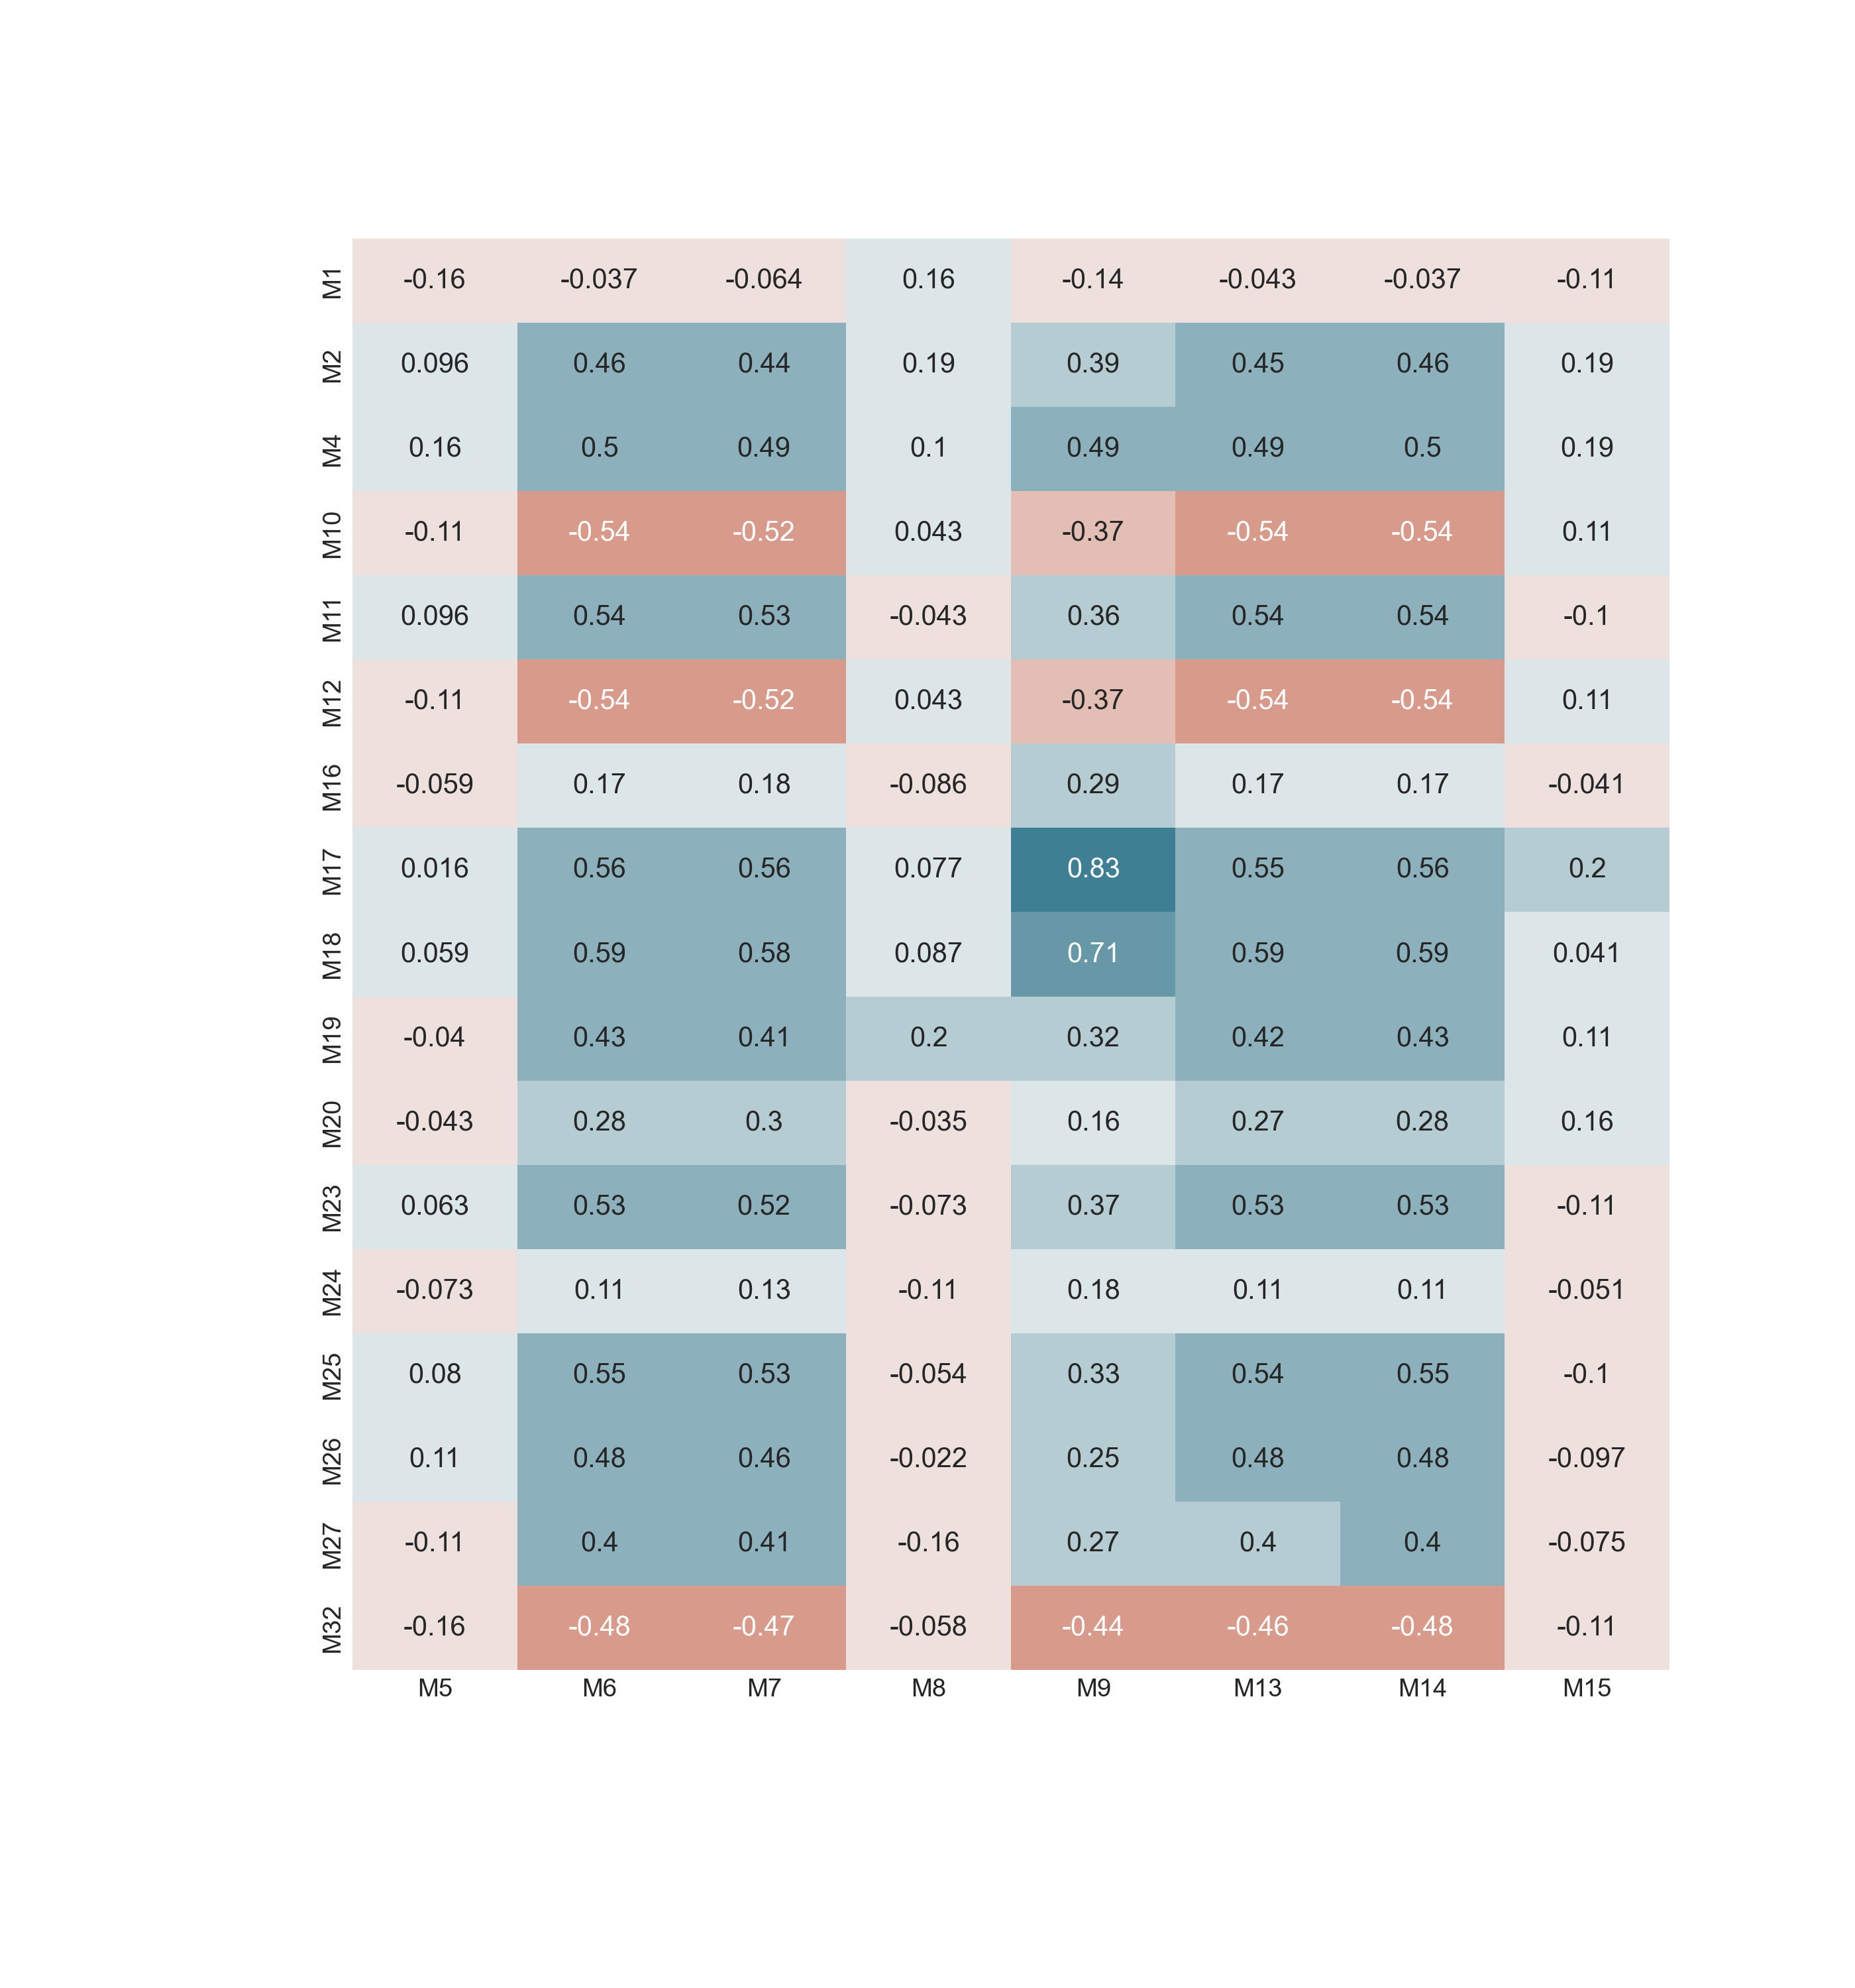 M1 -0.16 -0.037 -0.064 0.16 -0.14 -0.043 -0.037 -0.11
M2 0.096 0.46 0.44 0.19 0.39 0.45 0.46 0.19
M4 0.16 0.5 0.49 0.1 0.49 0.49 0.5 0.19
M10 -0.11 -0.54 -0.52 0.043 -0.37 -0.54 -0.54 0.11
M11 0.096 0.54 0.53 -0.043 0.36 0.54 0.54 -0.1
M12 -0.11 -0.54 -0.52 0.043 -0.37 -0.54 -0.54 0.11
M16 -0.059 0.17 0.18 -0.086 0.29 0.17 0.17 -0.041
M17 0.016 0.56 0.56 0.077 0.83 0.55 0.56 0.2
M18 0.059 0.59 0.58 0.087 0.71 0.59 0.59 0.041
M19 -0.04 0.43 0.41 0.2 0.32 0.42 0.43 0.11
M20 -0.043 0.28 0.3 -0.035 0.16 0.27 0.28 0.16
M23 0.063 0.53 0.52 -0.073 0.37 0.53 0.53 -0.11
M24 -0.073 0.11 0.13 -0.11 0.18 0.11 0.11 -0.051
M25 0.08 0.55 0.53 -0.054 0.33 0.54 0.55 -0.1
M26 0.11 0.48 0.46 -0.022 0.25 0.48 0.48 -0.097
M27 -0.11 0.4 0.41 -0.16 0.27 0.4 0.4 -0.075
M32 -0.16 -0.48 -0.47 -0.058 -0.44 -0.46 -0.48 -0.11
M5 M6 M7 M8 M9 M13 M14 M15